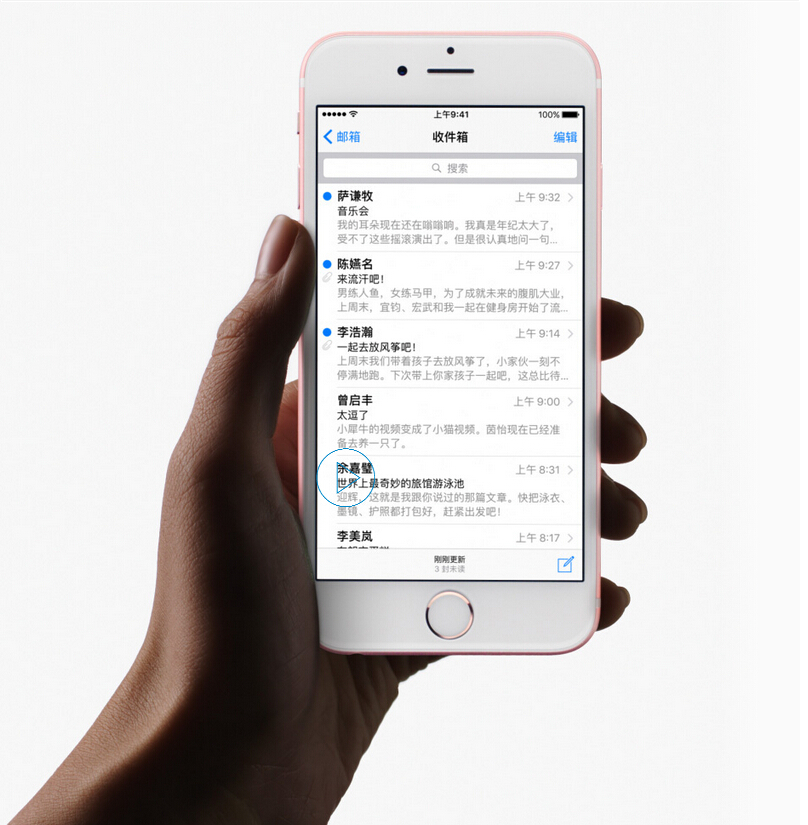 上午9:41 100%
邮箱 收件箱 编辑
搜索
萨谦牧 上午 9:32
音乐会
我的耳朵现在还在嗡嗡响。我真是年纪太大了，
受不了这些摇滚演出了。但是很认真地问一句...
陈嬿名 上午 9:27
来流汗吧！
男练人鱼，女练马甲，为了成就未来的腹肌大业，
上周末，宜钧、宏武和我一起在健身房开始了流...
李浩瀚 上午 9:14
一起去放风筝吧！
上周末我们带着孩子去放风筝了，小家伙一刻不
停满地跑。下次带上你家孩子一起吧，这总比待...
曾启丰 上午 9:00
太逗了
小犀牛的视频变成了小猫视频。茵怡现在已经准
备去养一只了。
余嘉璧 上午 8:31
世界上最奇妙的旅馆游泳池
迎辉，这就是我跟你说过的那篇文章。快把泳衣、
墨镜、护照都打包好，赶紧出发吧！
李美岚 上午 8:17
刚刚更新
3 封未读